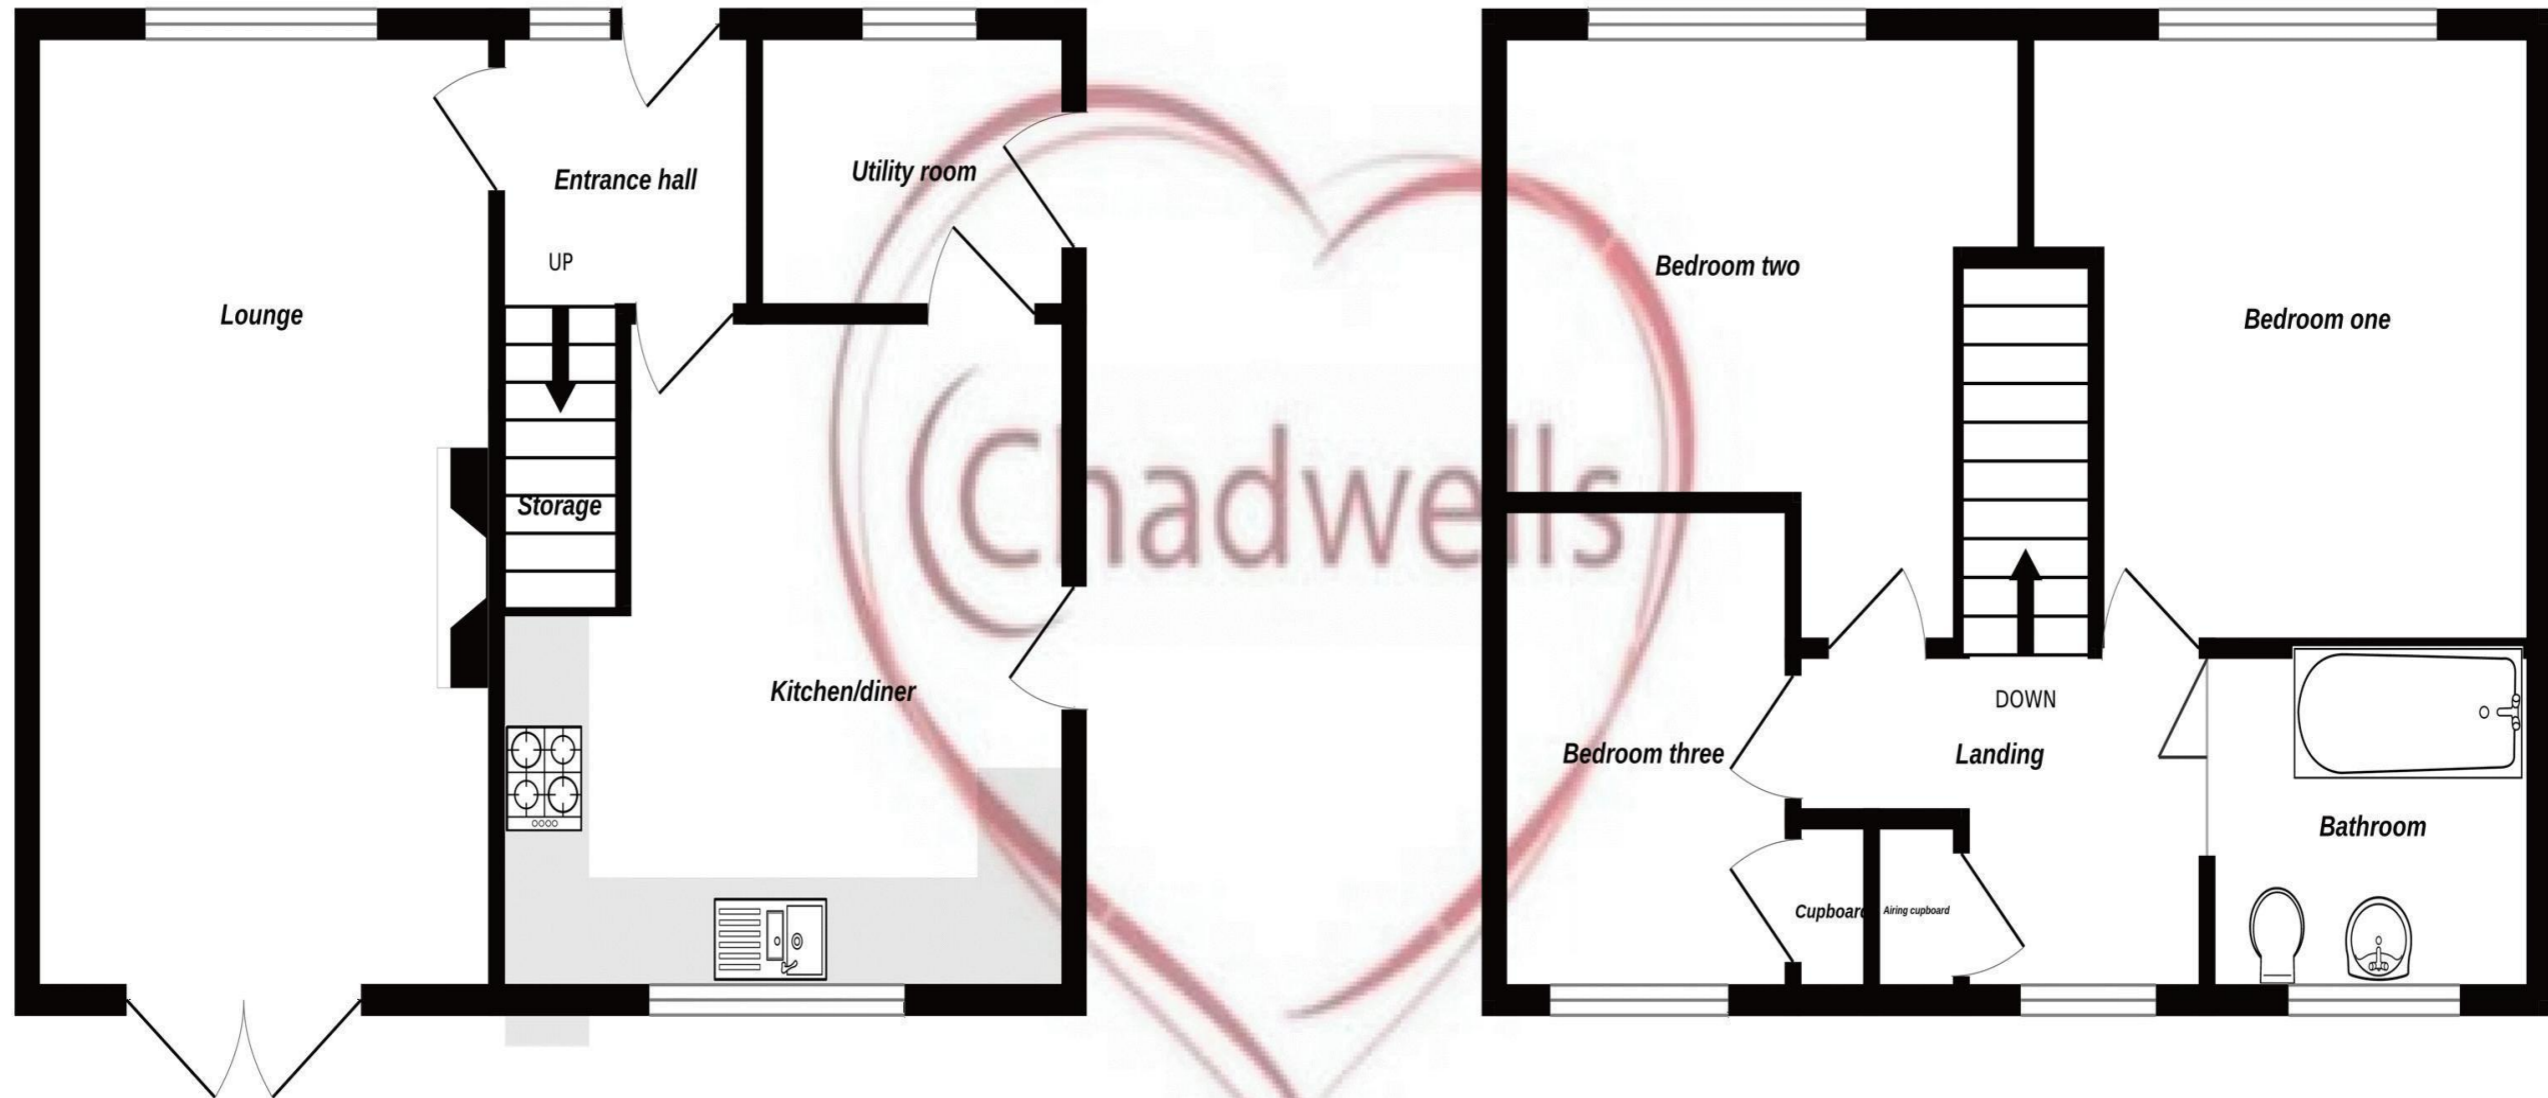 Lounge
Entrance hall
UP
Storage
Utility room
Kitchen/diner
Chadwells
Bedroom two
Bedroom one
DOWN
Landing
Bedroom three
Bathroom
Cupboard
Airing cupboard